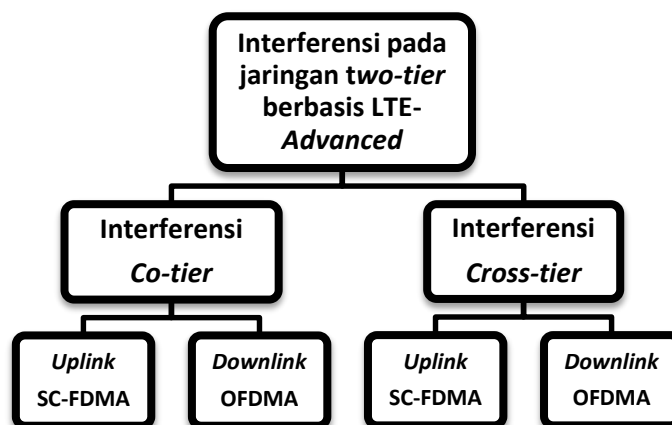 Interferensi pada
jaringan two-tier
berbasis LTE-
Advanced
Interferensi
Co-tier
Interferensi
Cross-tier
Uplink
SC-FDMA
Downlink
OFDMA
Uplink
SC-FDMA
Downlink
OFDMA